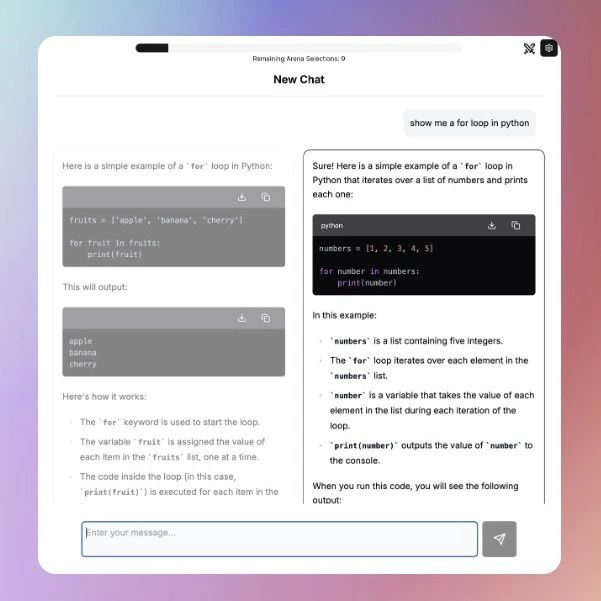 Remaining Arena Selections: 9
New Chat
show me a for loop in python
Here is a simple example of a `for` loop in Python:
fruits = ['apple', 'banana', 'cherry']
for fruit in fruits:
    print(fruit)
This will output:
apple
banana
cherry
Here's how it works:
The `for` keyword is used to start the loop.
The variable `fruit` is assigned the value of
each item in the `fruits` list, one at a time.
The code inside the loop (in this case,
`print(fruit)`) is executed for each item in the
Sure! Here is a simple example of a `for` loop in
Python that iterates over a list of numbers and prints
each one:
python
numbers = [1, 2, 3, 4, 5]
for number in numbers:
    print(number)
In this example:
`numbers` is a list containing five integers.
The `for` loop iterates over each element in the
`numbers` list.
`number` is a variable that takes the value of each
element in the list during each iteration of the
loop.
`print(number)` outputs the value of `number` to
the console.
When you run this code, you will see the following
output:
Enter your message...